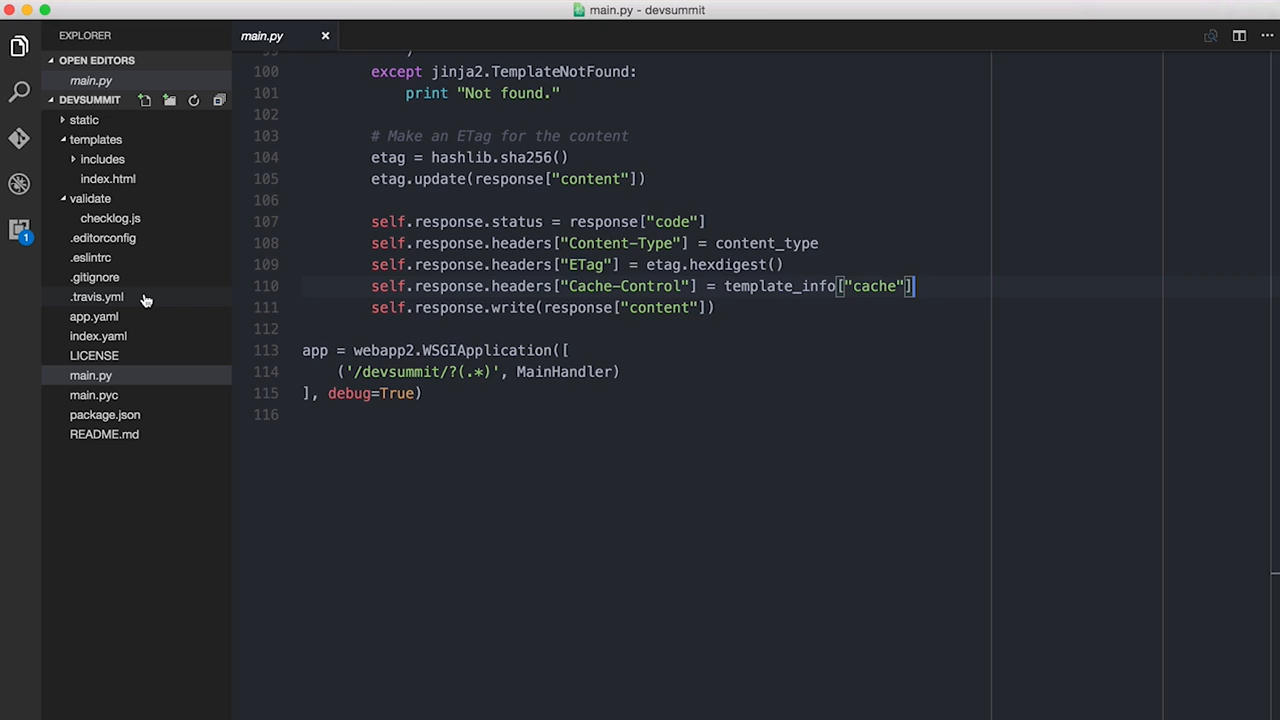 main.py - devsummit
EXPLORER
OPEN EDITORS
main.py
DEVSUMMIT
static
templates
includes
index.html
validate
checklog.js
.editorconfig
.eslintrc
.gitignore
.travis.yml
app.yaml
index.yaml
LICENSE
main.py
main.pyc
package.json
README.md
1
main.py
100 except jinja2.TemplateNotFound:
101 print "Not found."
102
103 # Make an ETag for the content
104 etag = hashlib.sha256()
105 etag.update(response["content"])
106
107 self.response.status = response["code"]
108 self.response.headers["Content-Type"] = content_type
109 self.response.headers["ETag"] = etag.hexdigest()
110 self.response.headers["Cache-Control"] = template_info["cache"]
111 self.response.write(response["content"])
112
113 app = webapp2.WSGIApplication([
114 ('/devsummit/?(.*)', MainHandler)
115 ], debug=True)
116